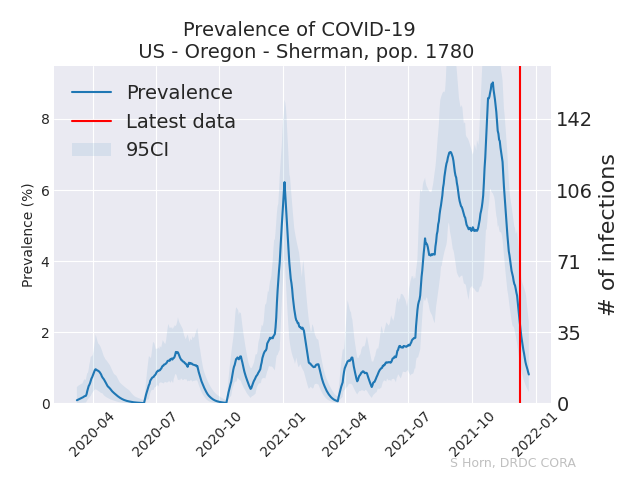 Prevalence of COVID-19
US - Oregon - Sherman, pop. 1780
Prevalence
Latest data
95CI
Prevalence (%)
8
6
4
2
0
142
106
71
35
0
# of infections
2020-04
2020-07
2020-10
2021-01
2021-04
2021-07
2021-10
2022-01
S Horn, DRDC CORA